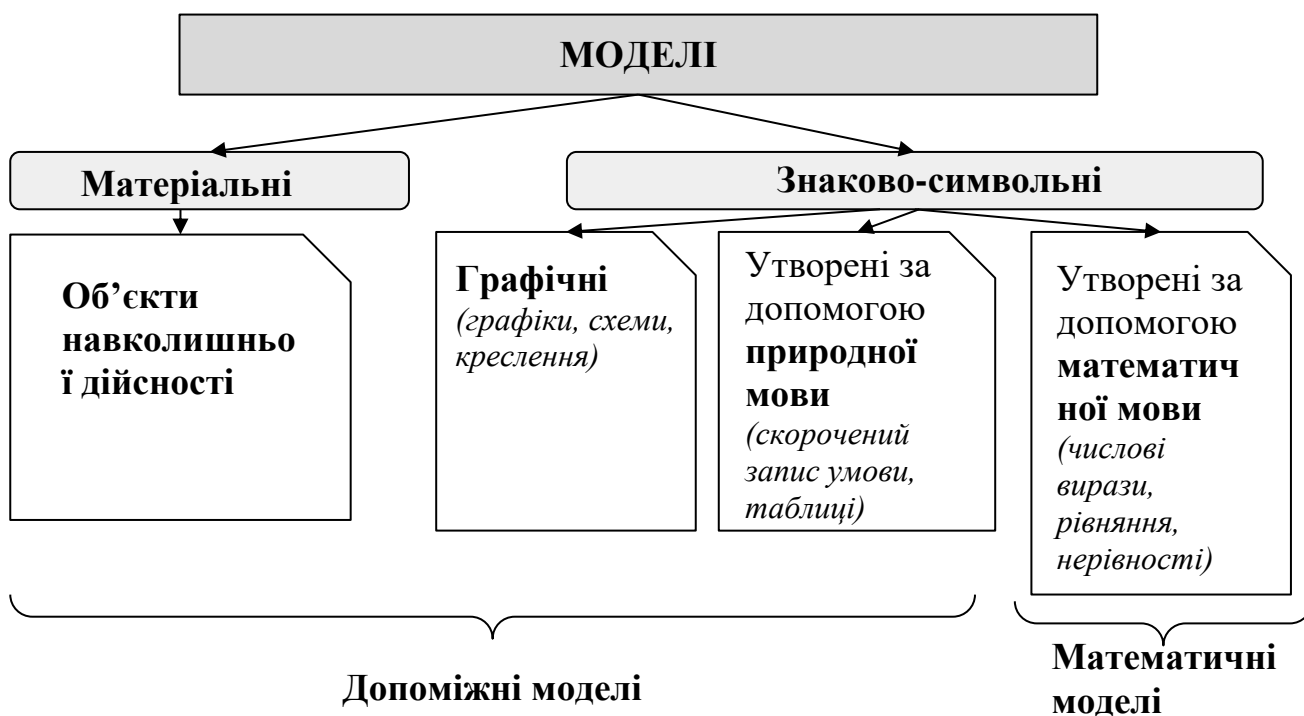 МОДЕЛІ
Матеріальні
Знаково-символьні
Об’єкти
навколишньо
ї дійсності
Графічні
(графіки, схеми,
креслення)
Утворені за
допомогою
природної
мови
(скорочений
запис умови,
таблиці)
Утворені за
допомогою
математич
ної мови
(числові
вирази,
рівняння,
нерівності)
Допоміжні моделі
Математичні
моделі